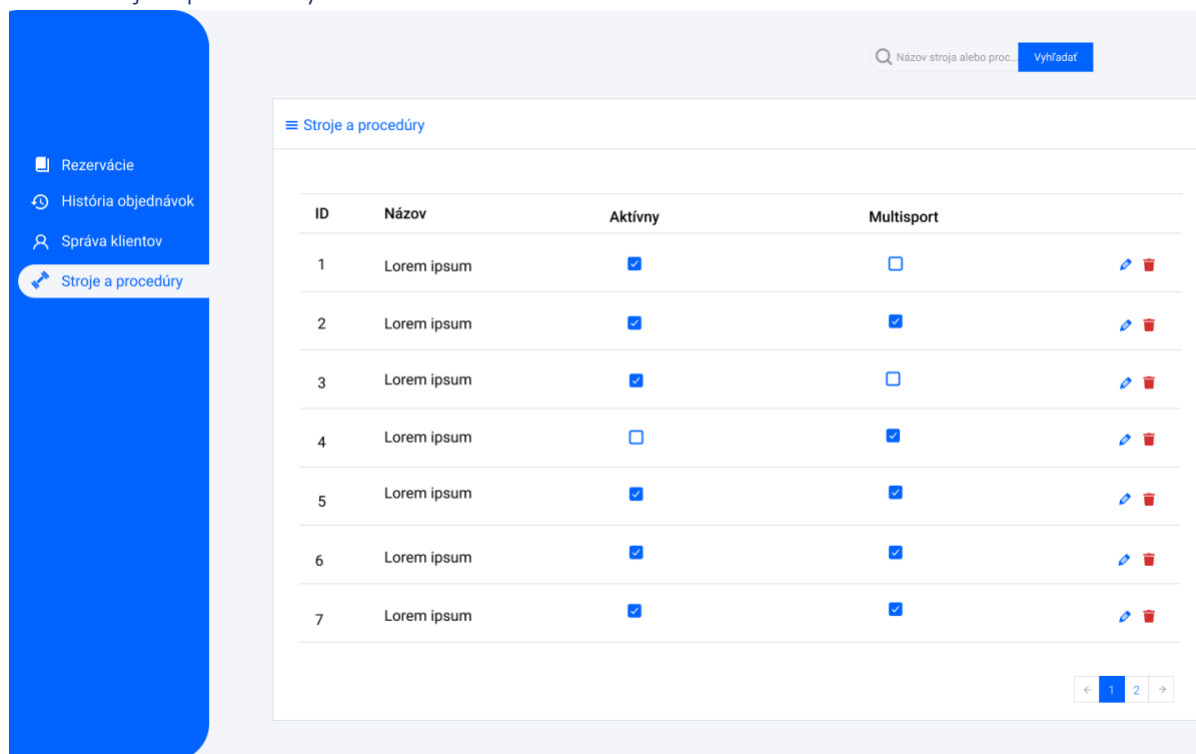 Názov stroja alebo proc... Vyhľadať
Stroje a procedúry
Rezervácie
História objednávok
Správa klientov
Stroje a procedúry
ID Názov Aktívny Multisport
1 Lorem ipsum
2 Lorem ipsum
3 Lorem ipsum
4 Lorem ipsum
5 Lorem ipsum
6 Lorem ipsum
7 Lorem ipsum
1 2